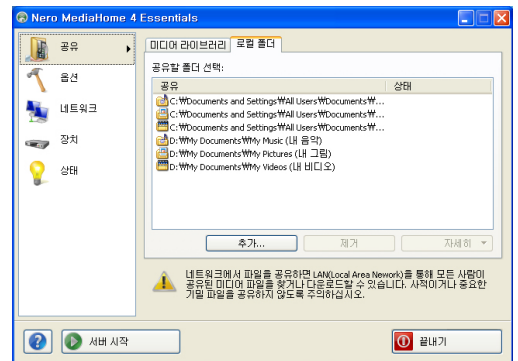 Nero MediaHome 4 Essentials
공유
옵션
네트워크
장치
상태
미디어 라이브러리 로컬 폴더
공유할 폴더 선택:
공유 상태
C:₩Documents and Settings₩All Users₩Documents₩...
C:₩Documents and Settings₩All Users₩Documents₩...
C:₩Documents and Settings₩All Users₩Documents₩...
D:₩My Documents₩My Music (내 음악)
D:₩My Documents₩My Pictures (내 그림)
D:₩My Documents₩My Videos (내 비디오)
추가... 제거 자세히
네트워크에서 파일을 공유하면 LAN(Local Area Nework)을 통해 모든 사람이
공유된 미디어 파일을 찾거나 다운로드할 수 있습니다. 사적이거나 중요한
기밀 파일을 공유하지 않도록 주의하십시오.
서버 시작 끝내기